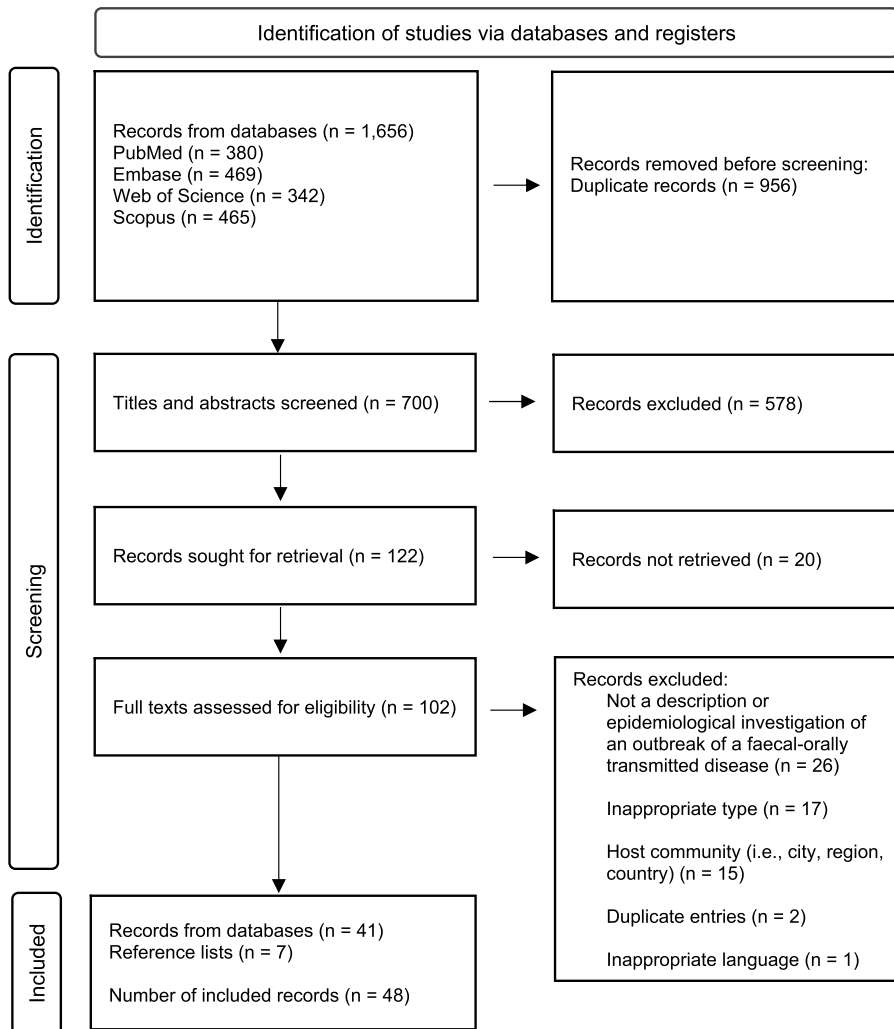 Identification of studies via databases and registers
Identification
Records from databases (n = 1,656)
PubMed (n = 380)
Embase (n = 469)
Web of Science (n = 342)
Scopus (n = 465)
Records removed before screening:
Duplicate records (n = 956)
Screening
Titles and abstracts screened (n = 700)
Records excluded (n = 578)
Records sought for retrieval (n = 122)
Records not retrieved (n = 20)
Full texts assessed for eligibility (n = 102)
Records excluded:
Not a description or
epidemiological investigation of
an outbreak of a faecal-orally
transmitted disease (n = 26)
Inappropriate type (n = 17)
Host community (i.e., city, region,
country) (n = 15)
Duplicate entries (n = 2)
Inappropriate language (n = 1)
Included
Records from databases (n = 41)
Reference lists (n = 7)
Number of included records (n = 48)